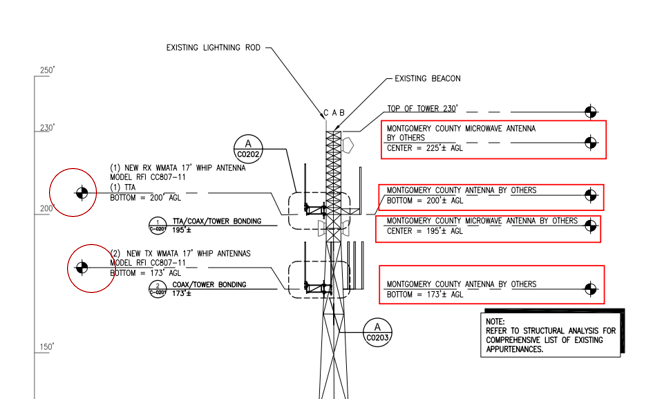 EXISTING LIGHTNING ROD
250'
EXISTING BEACON
C A B
TOP OF TOWER 230'
230'
MONTGOMERY COUNTY MICROWAVE ANTENNA
BY OTHERS
CENTER = 225'± AGL
A
C0202
(1) NEW RX WMATA 17' WHIP ANTENNA
MODEL RFI CC807-11
(1) TTA
BOTTOM = 200' AGL
MONTGOMERY COUNTY ANTENNA BY OTHERS
BOTTOM = 200'± AGL
200'
1
C-0201
TTA/COAX/TOWER BONDING
195'±
MONTGOMERY COUNTY MICROWAVE ANTENNA BY OTHERS
CENTER = 195'± AGL
(2) NEW TX WMATA 17' WHIP ANTENNAS
MODEL RFI CC807-11
BOTTOM = 173' AGL
2
C-0201
COAX/TOWER BONDING
173'±
MONTGOMERY COUNTY ANTENNA BY OTHERS
BOTTOM = 173'± AGL
A
C0203
NOTE:
REFER TO STRUCTURAL ANALYSIS FOR
COMPREHENSIVE LIST OF EXISTING
APPURTENANCES.
150'